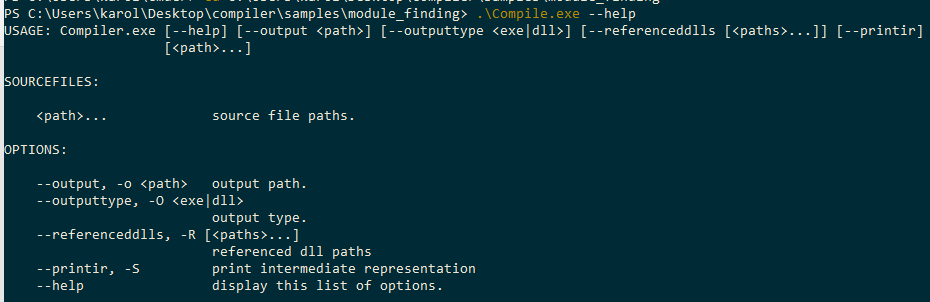 PS C:\Users\karol\Desktop\compiler\samples\module_finding> .\Compile.exe --help
USAGE: Compiler.exe [--help] [--output <path>] [--outputtype <exe|dll>] [--referenceddlls [<paths>...]] [--printir]
[<path>...]
SOURCEFILES:
<path>... source file paths.
OPTIONS:
--output, -o <path> output path.
--outputtype, -O <exe|dll>
output type.
--referenceddlls, -R [<paths>...]
referenced dll paths
--printir, -S print intermediate representation
--help display this list of options.